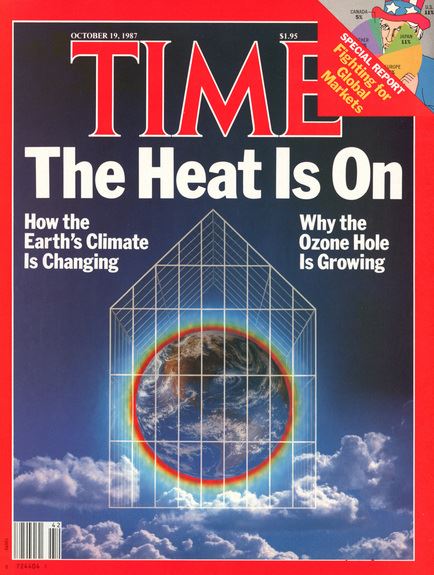 OCTOBER 19, 1987
$1.95
TIME
CANADA
5%
U.S.
11%
JAPAN
11%
EUROPE
SPECIAL REPORT
Fighting for
Global
Markets
The Heat Is On
How the
Earth's Climate
Is Changing
Why the
Ozone Hole
Is Growing
42
724404